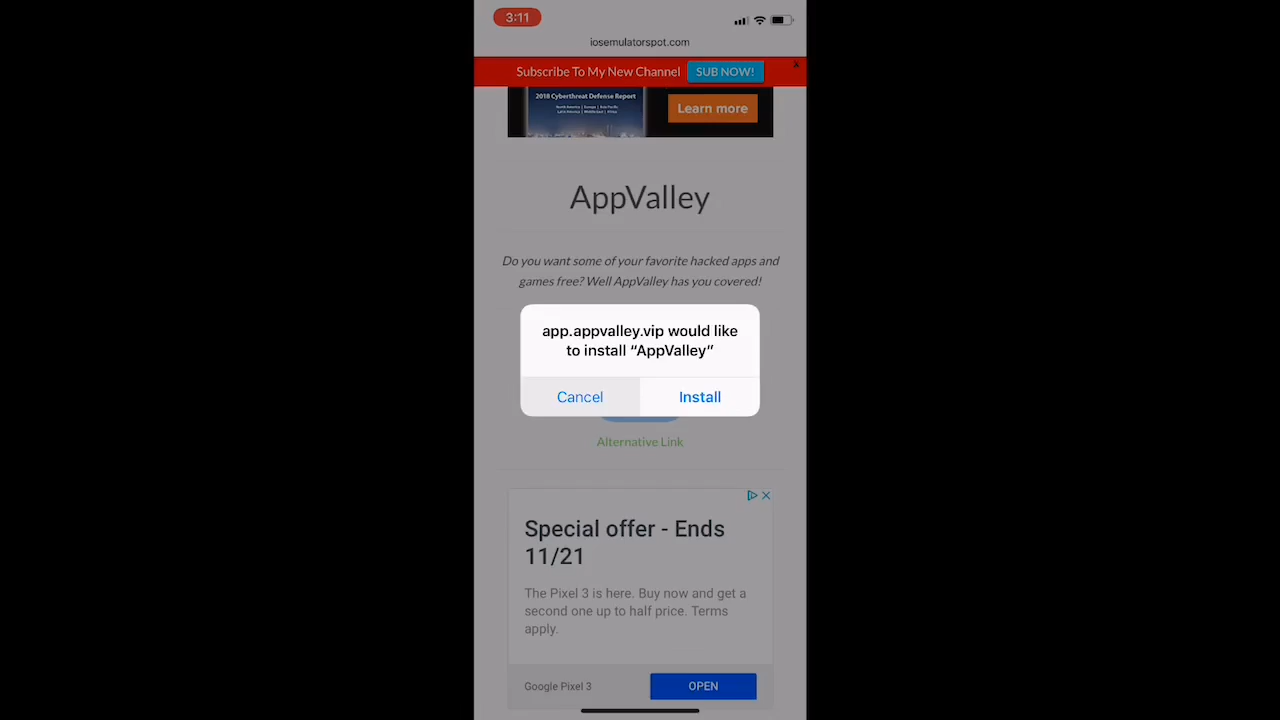 3:11
iosemulatorspot.com
Subscribe To My New Channel SUB NOW! x
2018 Cyberthreat Defense Report
Learn more
AppValley
Do you want some of your favorite hacked apps and
games free? Well AppValley has you covered!
app.appvalley.vip would like
to install “AppValley”
Cancel Install
Alternative Link
Special offer - Ends
11/21
The Pixel 3 is here. Buy now and get a
second one up to half price. Terms
apply.
Google Pixel 3 OPEN